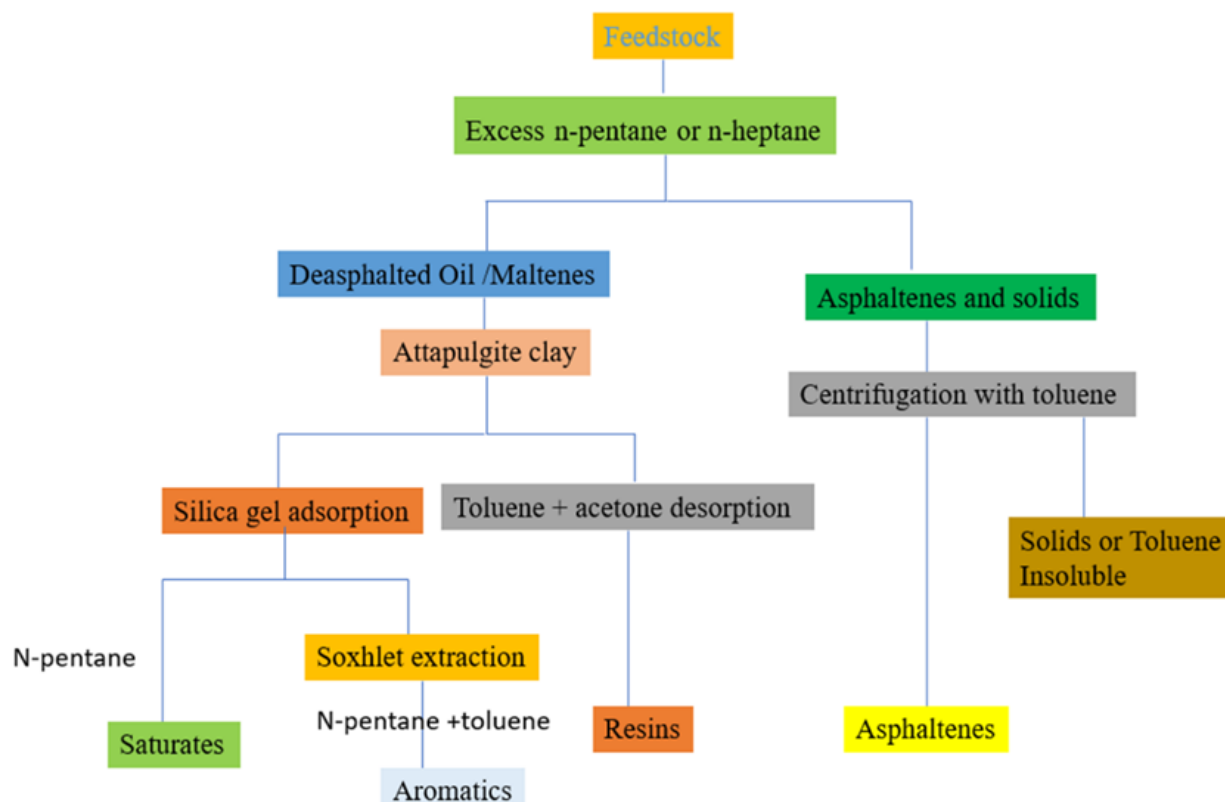 Feedstock
Excess n-pentane or n-heptane
Deasphalted Oil /Maltenes
Asphaltenes and solids
Attapulgite clay
Centrifugation with toluene
Silica gel adsorption
Toluene + acetone desorption
Solids or Toluene
Insoluble
N-pentane
Soxhlet extraction
N-pentane +toluene
Saturates
Resins
Asphaltenes
Aromatics